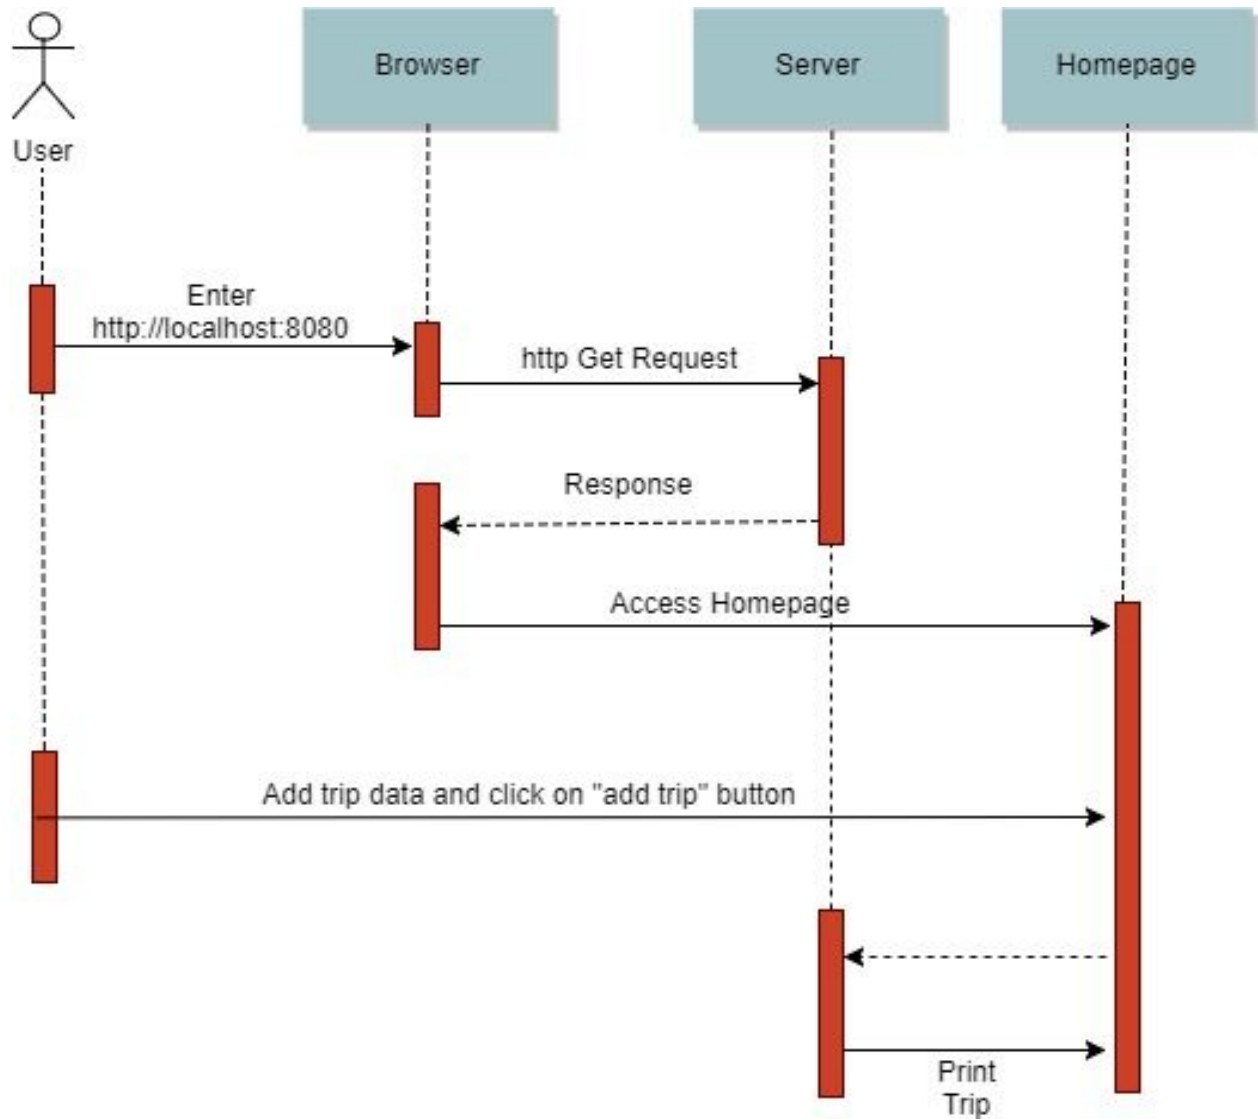 Browser
Server
Homepage
User
Enter
http://localhost:8080
http Get Request
Response
Access Homepage
Add trip data and click on "add trip" button
Print
Trip